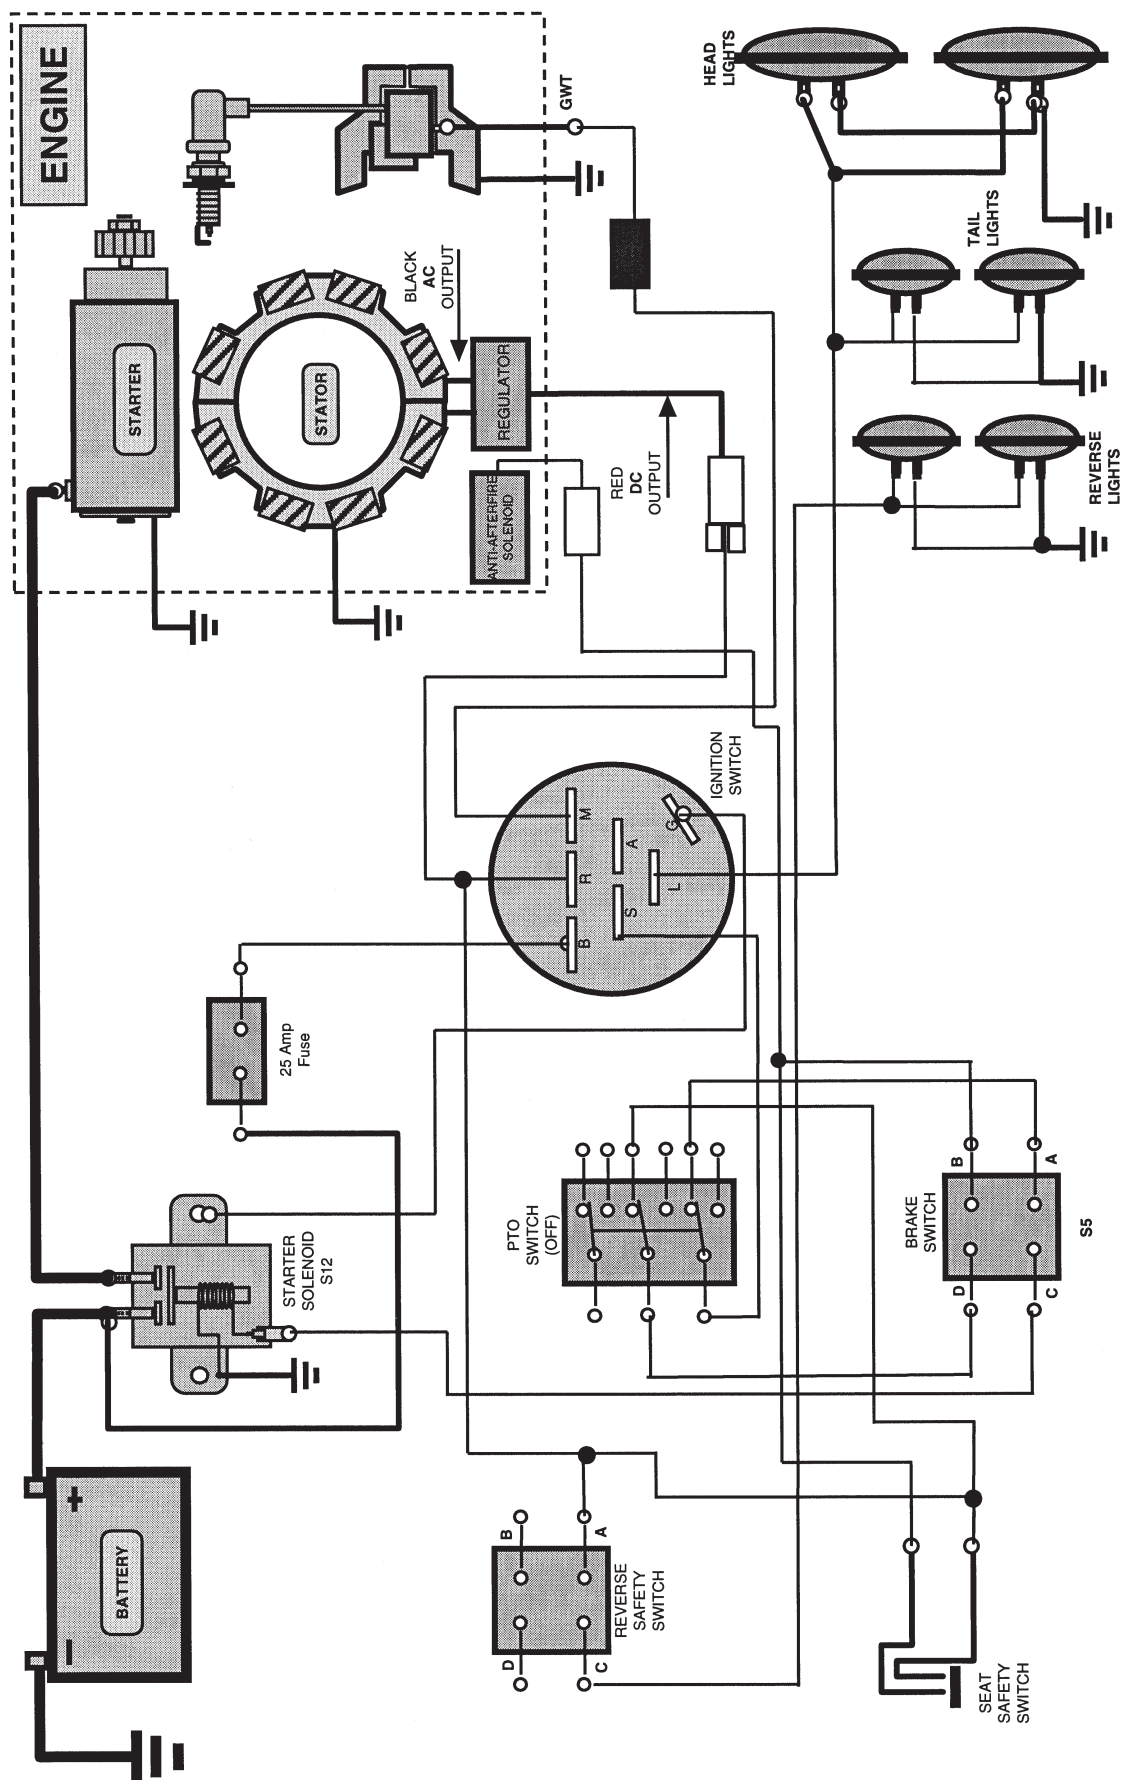 ENGINE
STARTER
STATOR
BLACK
AC
OUTPUT
REGULATOR
ANTI-AFTERFIRE
SOLENOID
RED
DC
OUTPUT
GWT
HEAD
LIGHTS
TAIL
LIGHTS
REVERSE
LIGHTS
IGNITION
SWITCH
M
R
B
A
S
L
G
25 Amp
Fuse
STARTER
SOLENOID
S12
PTO
SWITCH
(OFF)
BRAKE
SWITCH
B
A
D
C
S5
BATTERY
+
–
REVERSE
SAFETY
SWITCH
B
A
D
C
SEAT
SAFETY
SWITCH